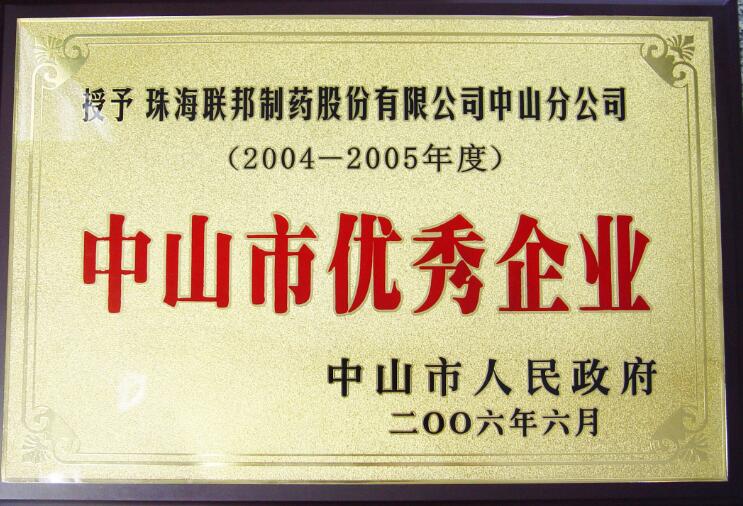 授予 珠海联邦制药股份有限公司中山分公司
（2004－2005年度）
中山市优秀企业
中山市人民政府
二〇〇六年六月